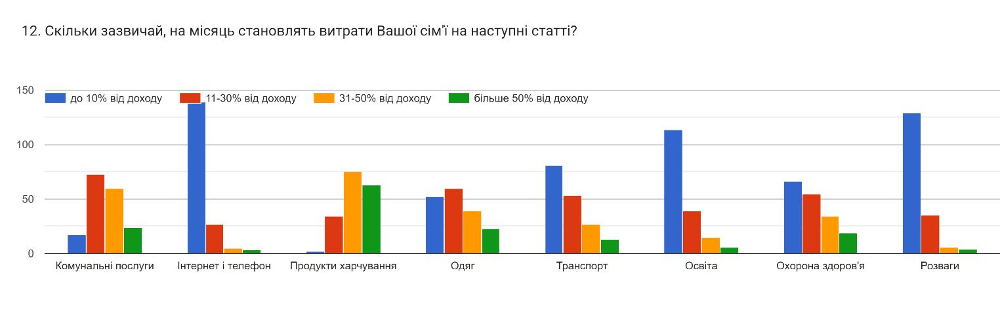 12. Скільки зазвичай, на місяць становлять витрати Вашої сім'ї на наступні статті?
150
до 10% від доходу 11-30% від доходу 31-50% від доходу більше 50% від доходу
100
50
0
Комунальні послуги Інтернет і телефон Продукти харчування Одяг Транспорт Освіта Охорона здоров'я Розваги